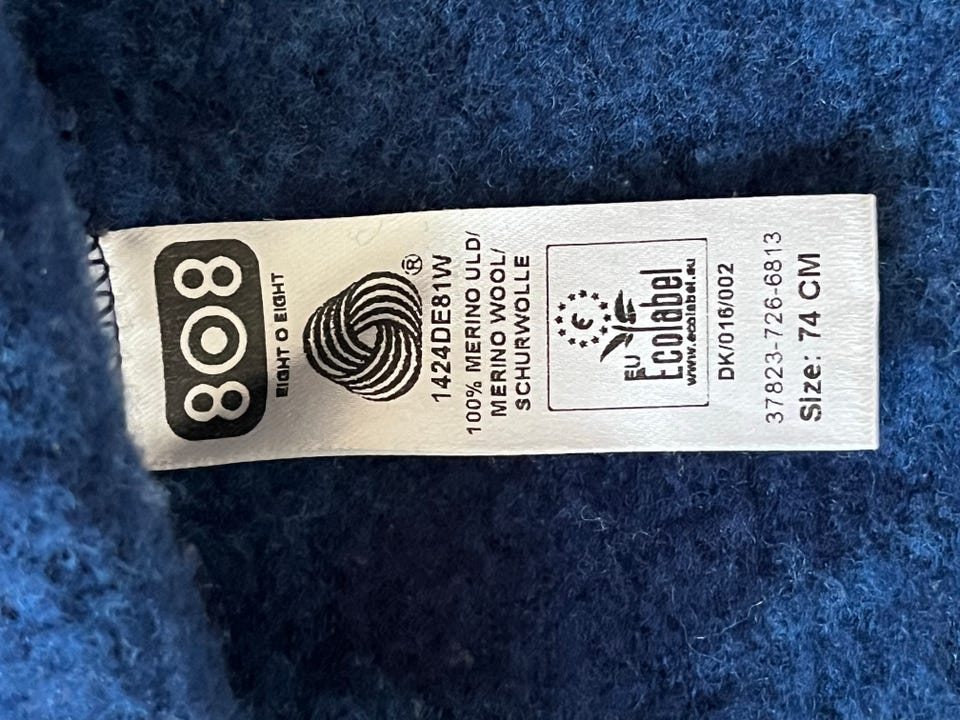 808
EIGHT O EIGHT
®
1424DE81W
100% MERINO ULD/
MERINO WOOL/
SCHURWOLLE
€
EU
Ecolabel
www.ecolabel.eu
DK/016/002
37823-726-6813
Size: 74 CM